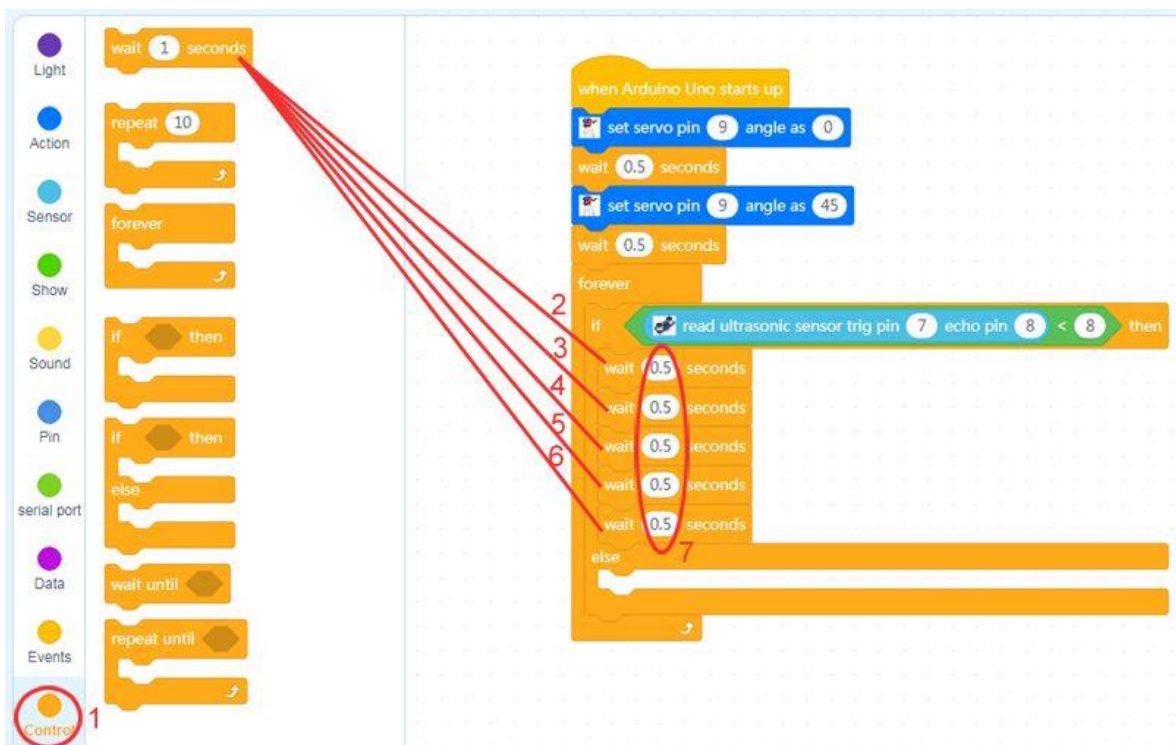 Light
Action
Sensor
Show
Sound
Pin
serial port
Data
Events
Control
1
wait 1 seconds
repeat 10
forever
if then
if then
else
wait until
repeat until
when Arduino Uno starts up
set servo pin 9 angle as 0
wait 0.5 seconds
set servo pin 9 angle as 45
wait 0.5 seconds
forever
if read ultrasonic sensor trig pin 7 echo pin 8 < 8 then
2
wait 0.5 seconds
3
wait 0.5 seconds
4
wait 0.5 seconds
5
wait 0.5 seconds
6
wait 0.5 seconds
7
else